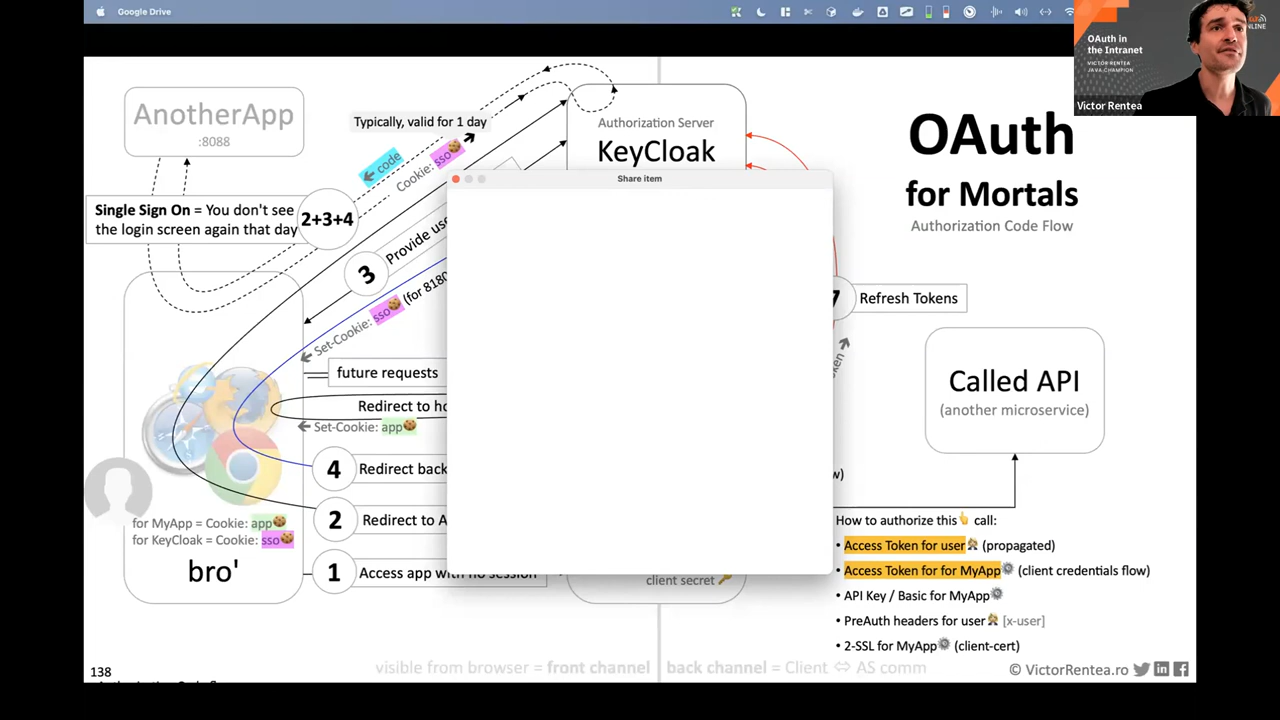 Google Drive
OAuth in
the Intranet
VICTOR RENTEA
JAVA CHAMPION
Victor Rentea
AnotherApp
:8088
Typically, valid for 1 day
code
Cookie: sso
Authorization Server
KeyCloak
OAuth
for Mortals
Authorization Code Flow
Share item
Single Sign On = You don't see
the login screen again that day
2+3+4
3
Provide use
Set-Cookie: sso (for 8180
7
Refresh Tokens
future requests
Redirect to ho
Set-Cookie: app
4
Redirect back
2
Redirect to A
1
Access app with no session
for MyApp = Cookie: app
for KeyCloak = Cookie: sso
bro'
client secret
Called API
(another microservice)
w)
How to authorize this call:
• Access Token for user (propagated)
• Access Token for for MyApp (client credentials flow)
• API Key / Basic for MyApp
• PreAuth headers for user [x-user]
• 2-SSL for MyApp (client-cert)
138
visible from browser = front channel
back channel = Client ⇔ AS comm
© VictorRentea.ro